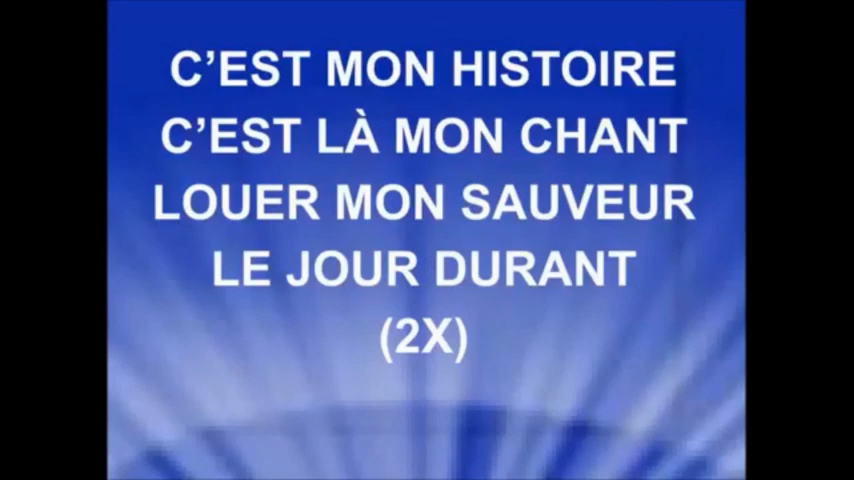 C’EST MON HISTOIRE
C’EST LÀ MON CHANT
LOUER MON SAUVEUR
LE JOUR DURANT
(2X)